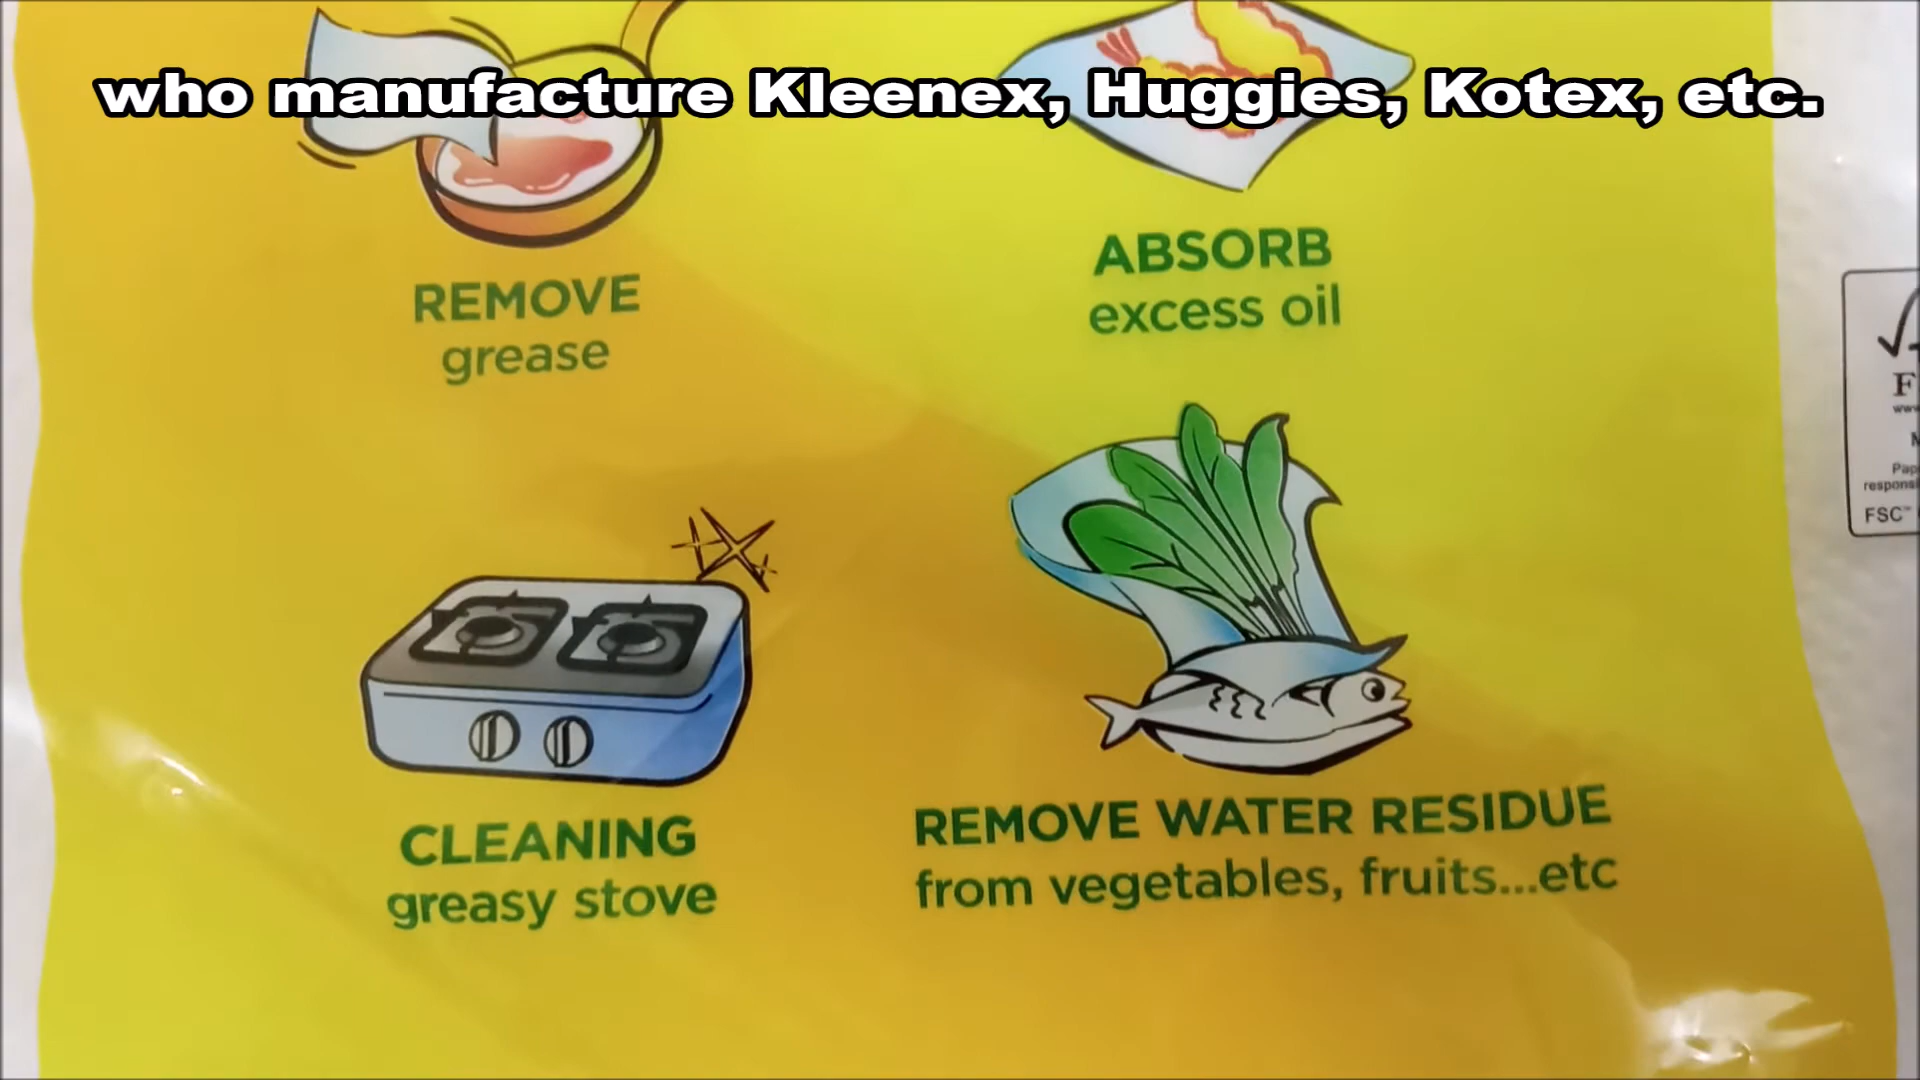 who manufacture Kleenex, Huggies, Kotex, etc.
REMOVE
grease
ABSORB
excess oil
CLEANING
greasy stove
REMOVE WATER RESIDUE
from vegetables, fruits...etc
FSC™